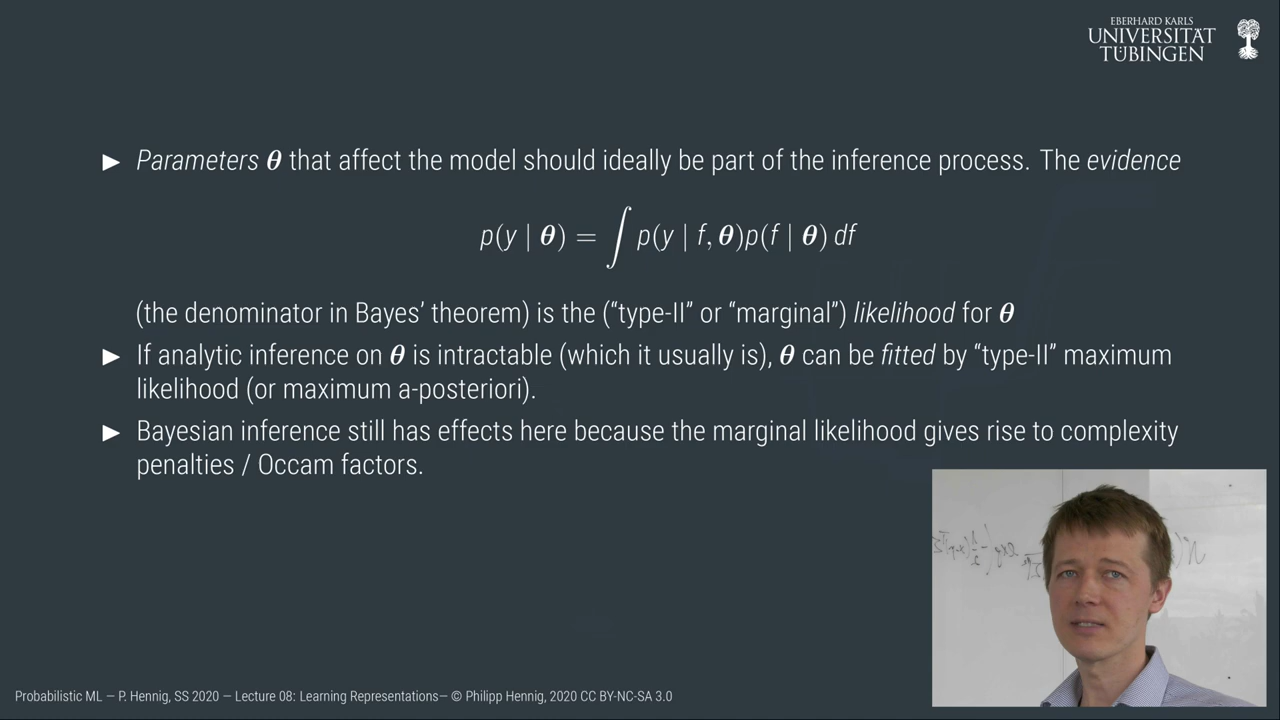 EBERHARD KARLS
UNIVERSITÄT
TÜBINGEN
▶ Parameters θ that affect the model should ideally be part of the inference process. The evidence
p(y | θ) = ∫ p(y | f, θ)p(f | θ) df
(the denominator in Bayes’ theorem) is the (“type-II” or “marginal”) likelihood for θ
▶ If analytic inference on θ is intractable (which it usually is), θ can be fitted by “type-II” maximum
likelihood (or maximum a-posteriori).
▶ Bayesian inference still has effects here because the marginal likelihood gives rise to complexity
penalties / Occam factors.
Probabilistic ML — P. Hennig, SS 2020 — Lecture 08: Learning Representations— © Philipp Hennig, 2020 CC BY-NC-SA 3.0